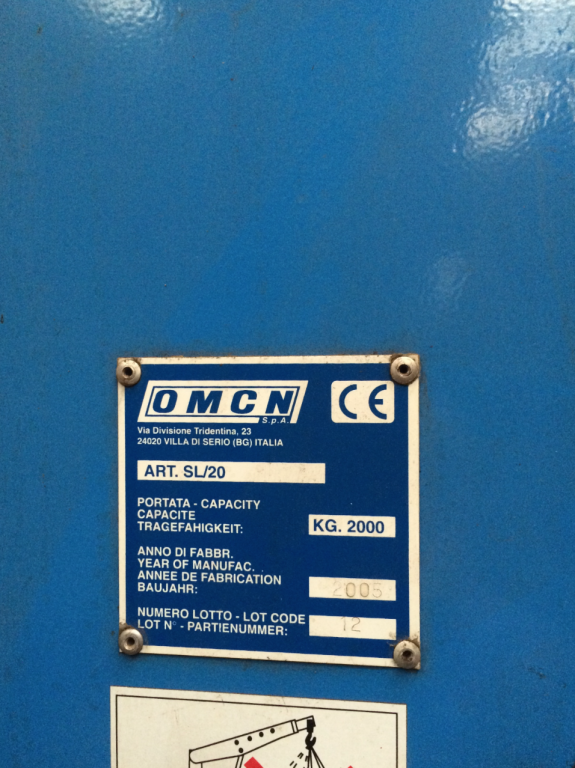 OMCN
S.p.A.
CE
Via Divisione Tridentina, 23
24020 VILLA DI SERIO (BG) ITALIA
ART. SL/20
PORTATA - CAPACITY
CAPACITE
TRAGEFAHIGKEIT: KG. 2000
ANNO DI FABBR.
YEAR OF MANUFAC.
ANNEE DE FABRICATION
BAUJAHR: 2005
NUMERO LOTTO - LOT CODE
LOT N° - PARTIENUMMER: 12